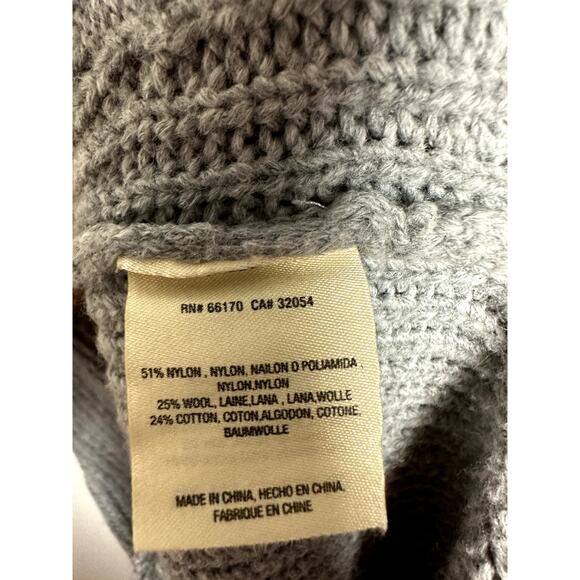 RN# 66170 CA# 32054
51% NYLON , NYLON, NAILON O POLIAMIDA ,
NYLON,NYLON
25% WOOL, LAINE,LANA , LANA,WOLLE
24% COTTON, COTON,ALGODON, COTONE,
BAUMWOLLE
MADE IN CHINA, HECHO EN CHINA,
FABRIQUE EN CHINE